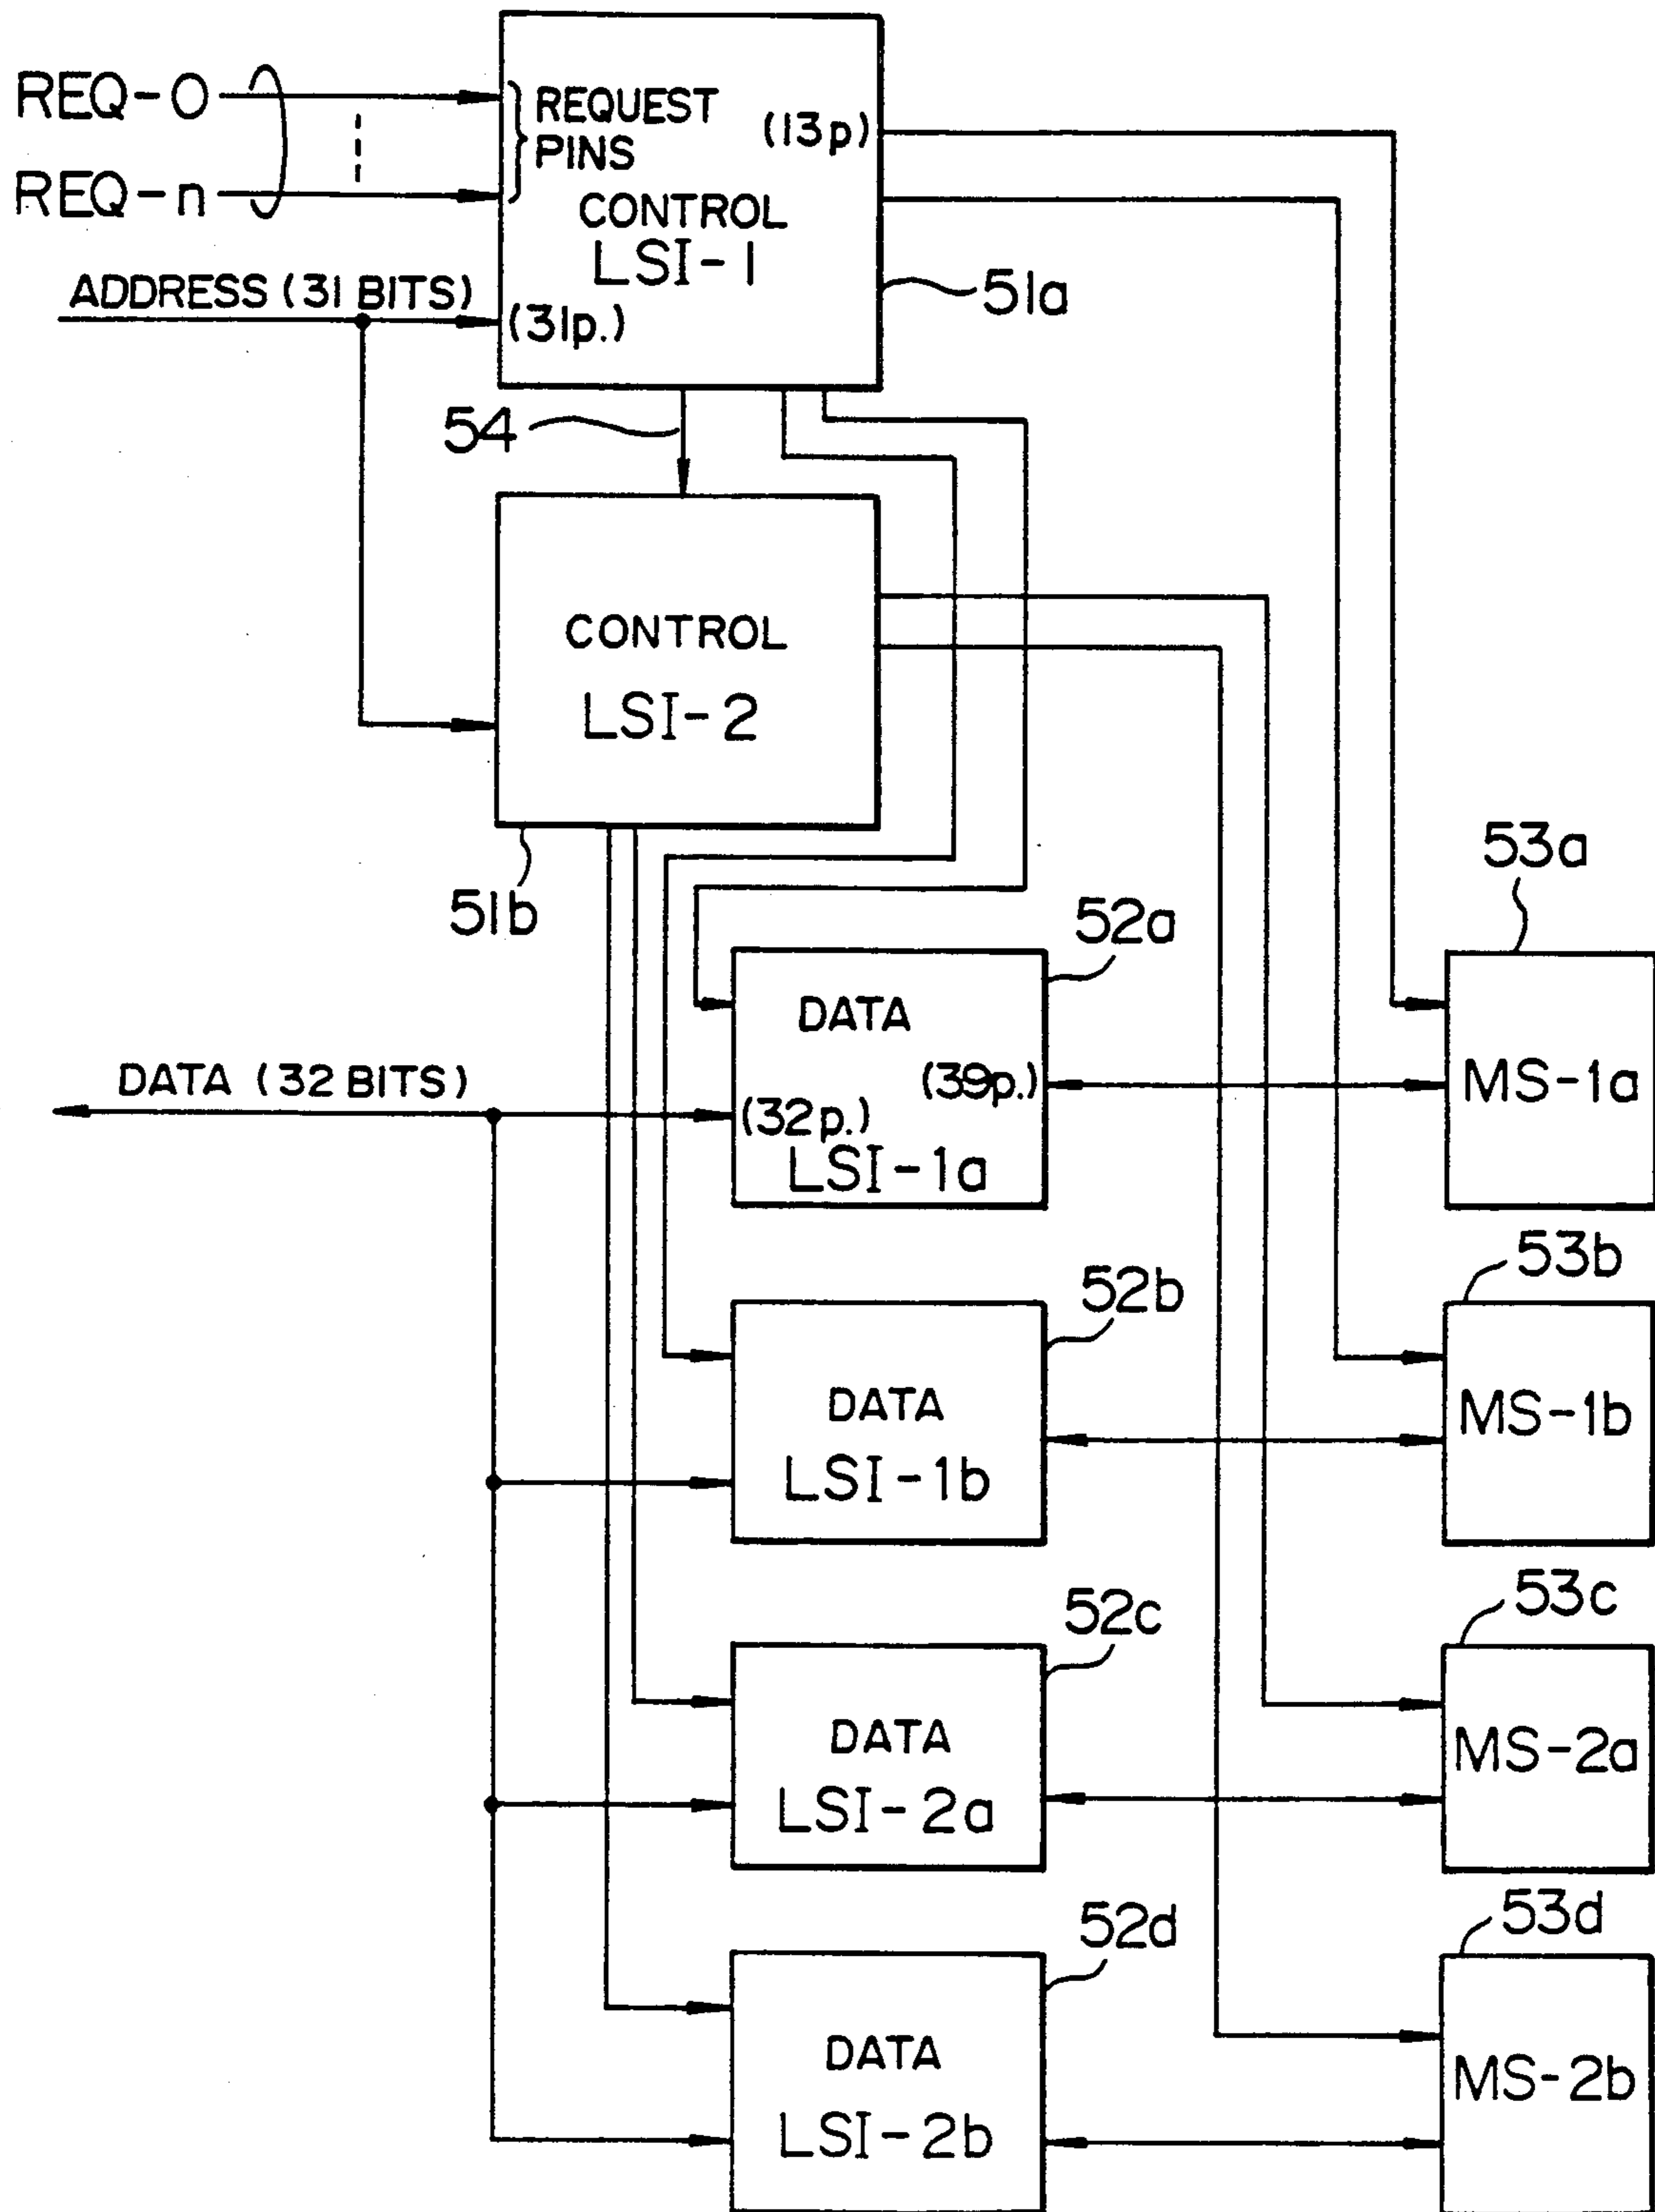 REQ-0
REQ-n
REQUEST
PINS
(13p)
CONTROL
LSI-1
ADDRESS (31 BITS)
(31p.)
51a
54
CONTROL
LSI-2
51b
53a
52a
DATA
DATA (32 BITS)
(39p.)
(32p.)
LSI-1a
MS-1a
53b
52b
DATA
LSI-1b
MS-1b
53c
52c
DATA
LSI-2a
MS-2a
53d
52d
DATA
LSI-2b
MS-2b